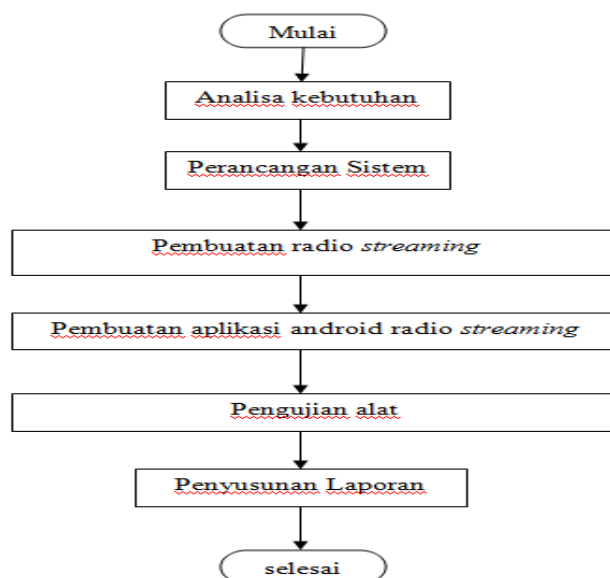 Mulai
Analisa kebutuhan
Perancangan Sistem
Pembuatan radio streaming
Pembuatan aplikasi android radio streaming
Pengujian alat
Penyusunan Laporan
selesai